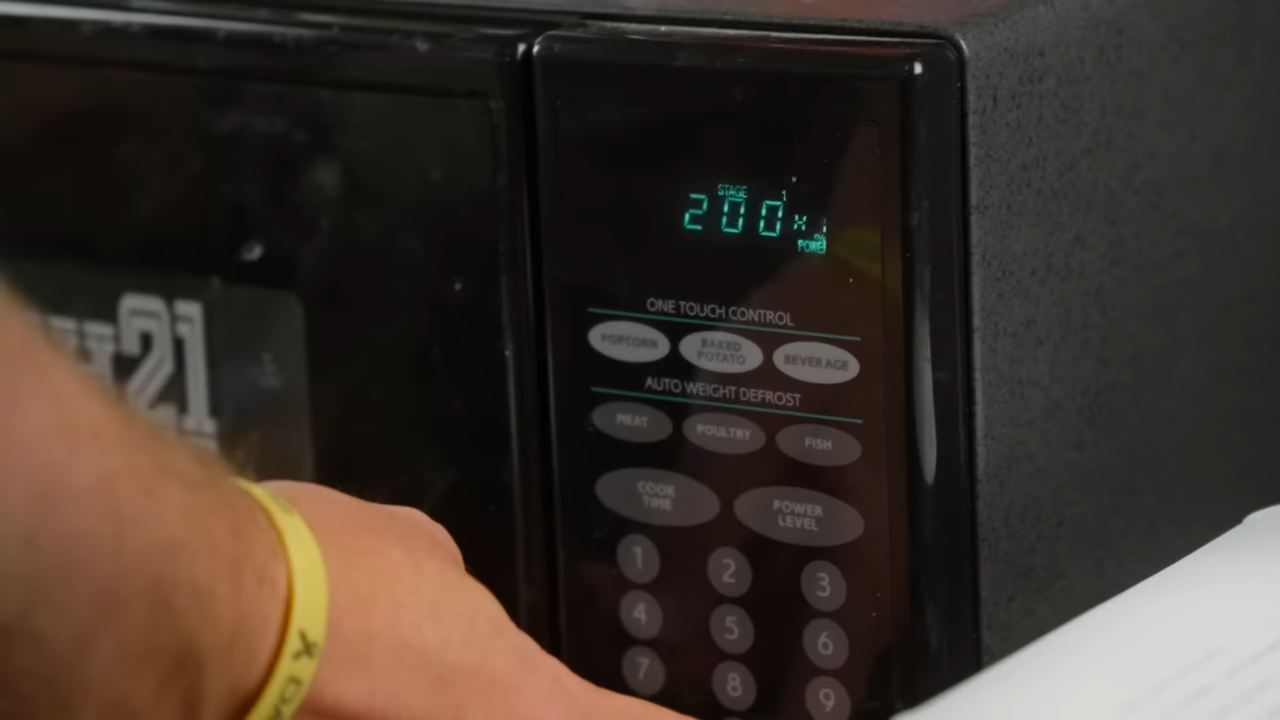 STAGE 1
200
POWER
ONE TOUCH CONTROL
POPCORN BAKED POTATO BEVERAGE
AUTO WEIGHT DEFROST
MEAT POULTRY FISH
COOK TIME POWER LEVEL
1 2 3
4 5 6
7 8 9
21